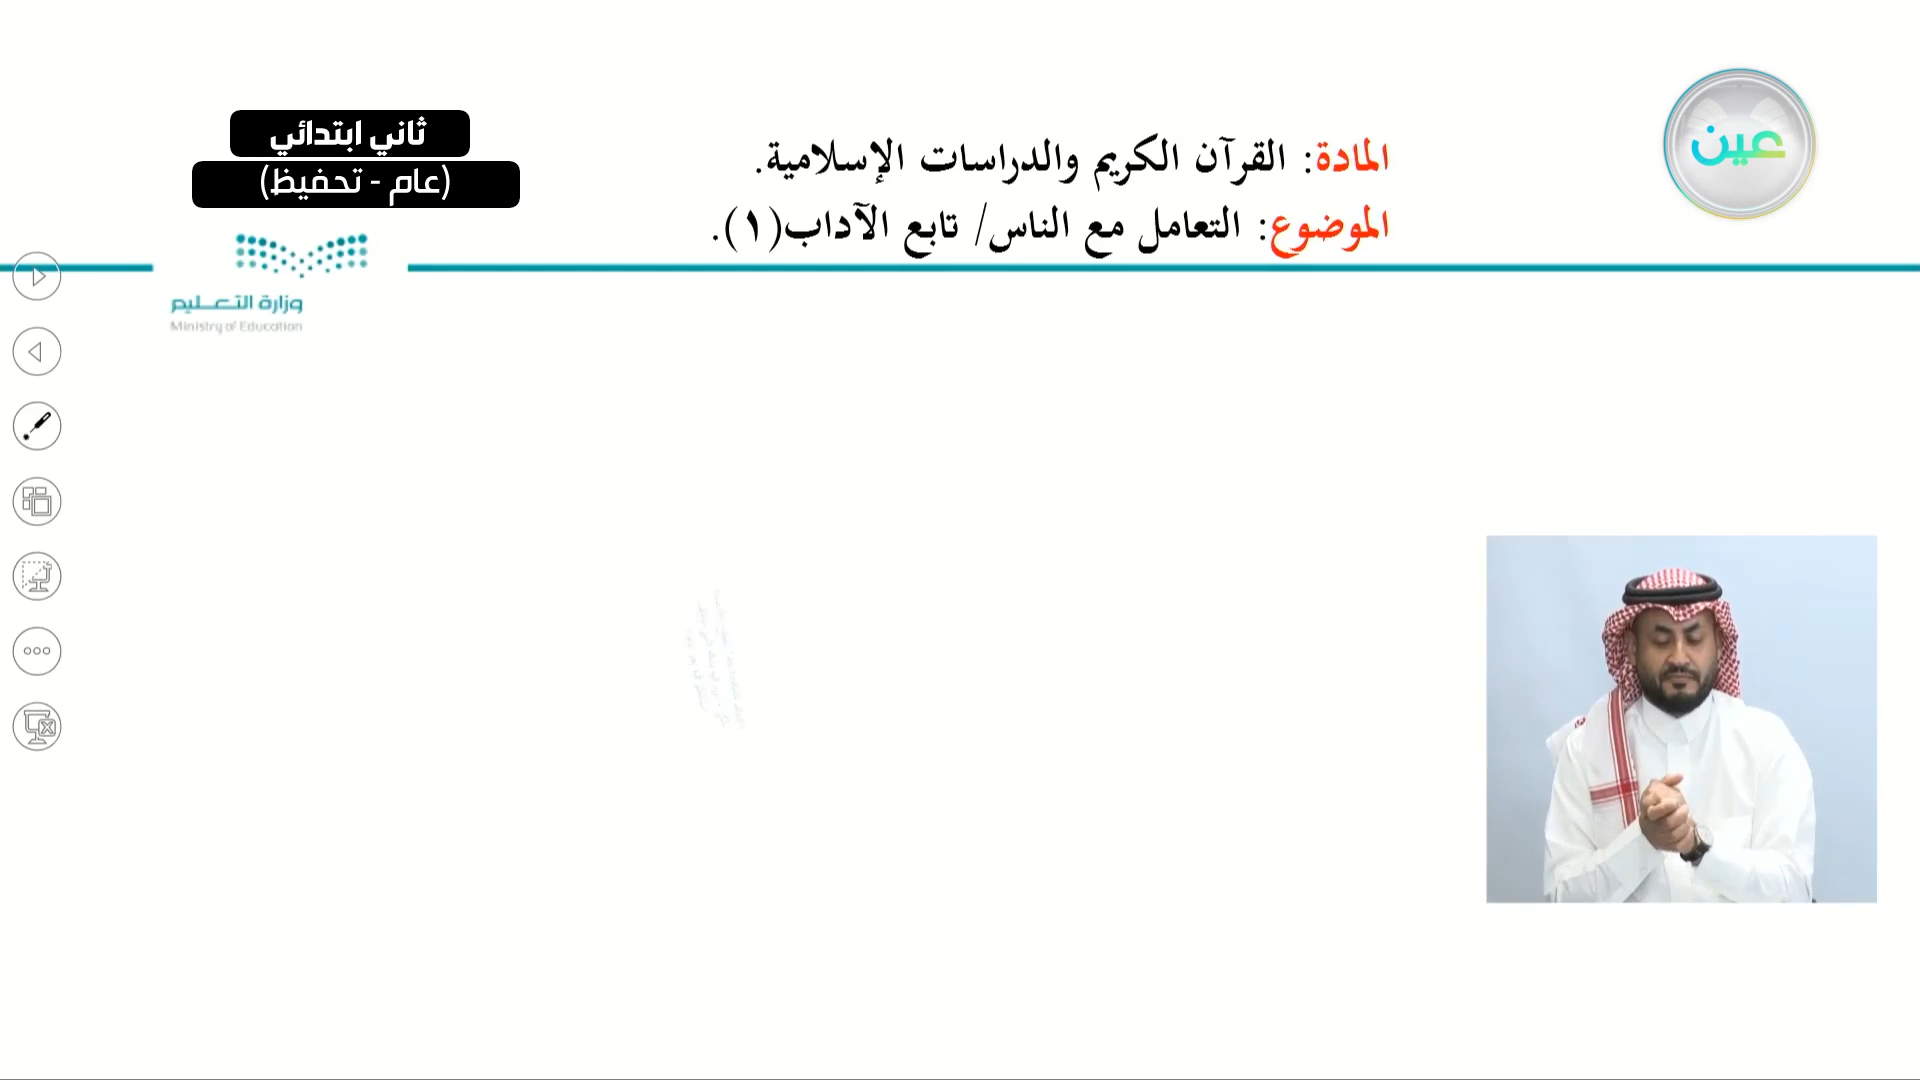 عين
المادة: القرآن الكريم والدراسات الإسلامية.
الموضوع: التعامل مع الناس/ تابع الآداب(١).
ثاني ابتدائي
(عام - تحفيظ)
وزارة التعليم
Ministry of Education